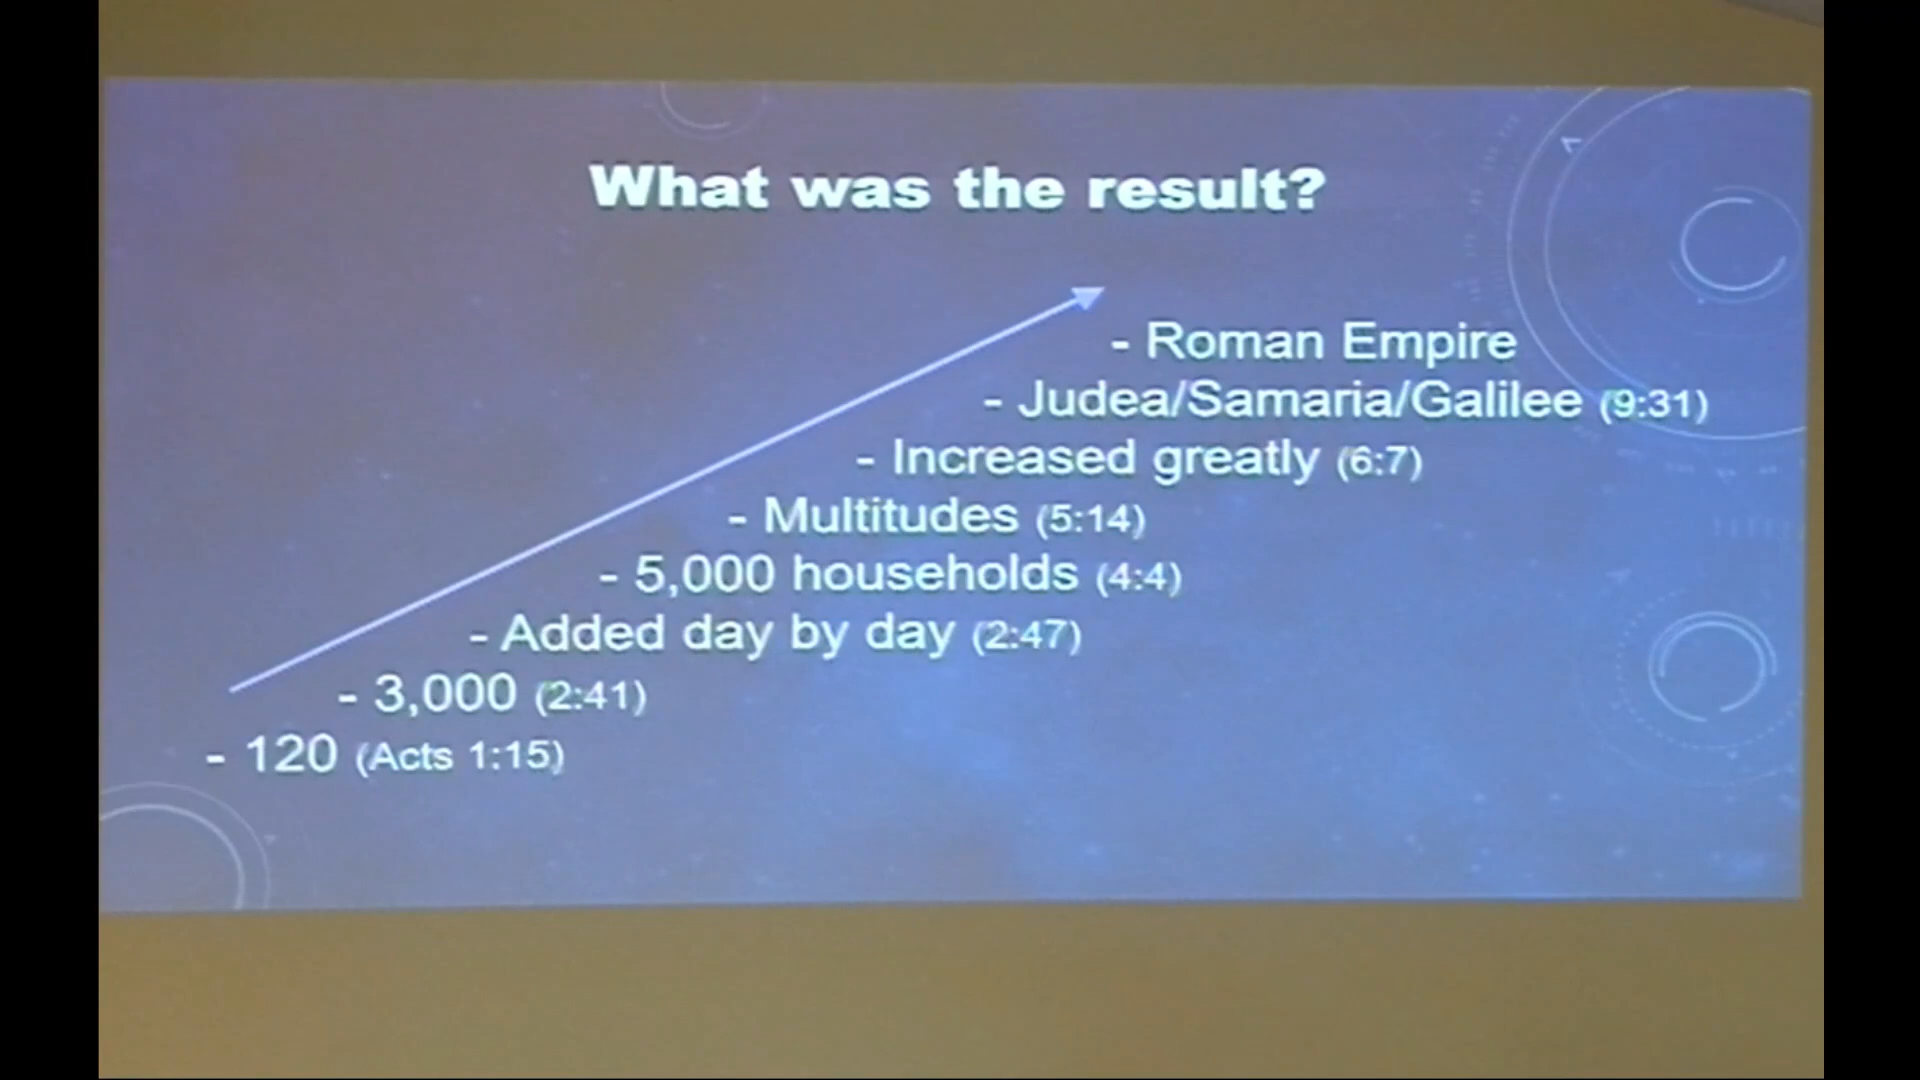 What was the result?
- Roman Empire
- Judea/Samaria/Galilee (9:31)
- Increased greatly (6:7)
- Multitudes (5:14)
- 5,000 households (4:4)
- Added day by day (2:47)
- 3,000 (2:41)
- 120 (Acts 1:15)